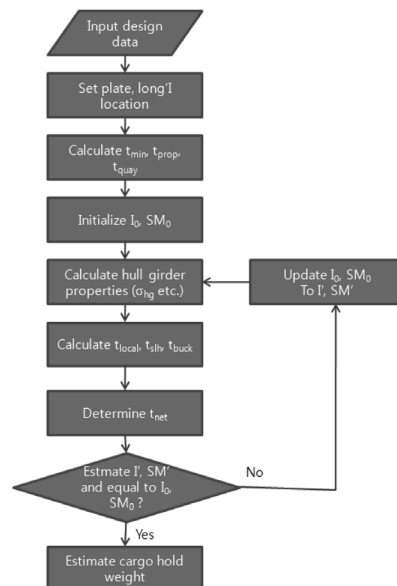 Input design
data
Set plate, long'l
location
Calculate tmin, tprop,
tquay
Initialize I0, SM0
Calculate hull girder
properties (σhg etc.)
Update I0, SM0
To I', SM'
Calculate tlocal, tslh, tbuck
Determine tnet
Estmate I', SM'
and equal to I0,
SM0 ?
No
Yes
Estimate cargo hold
weight